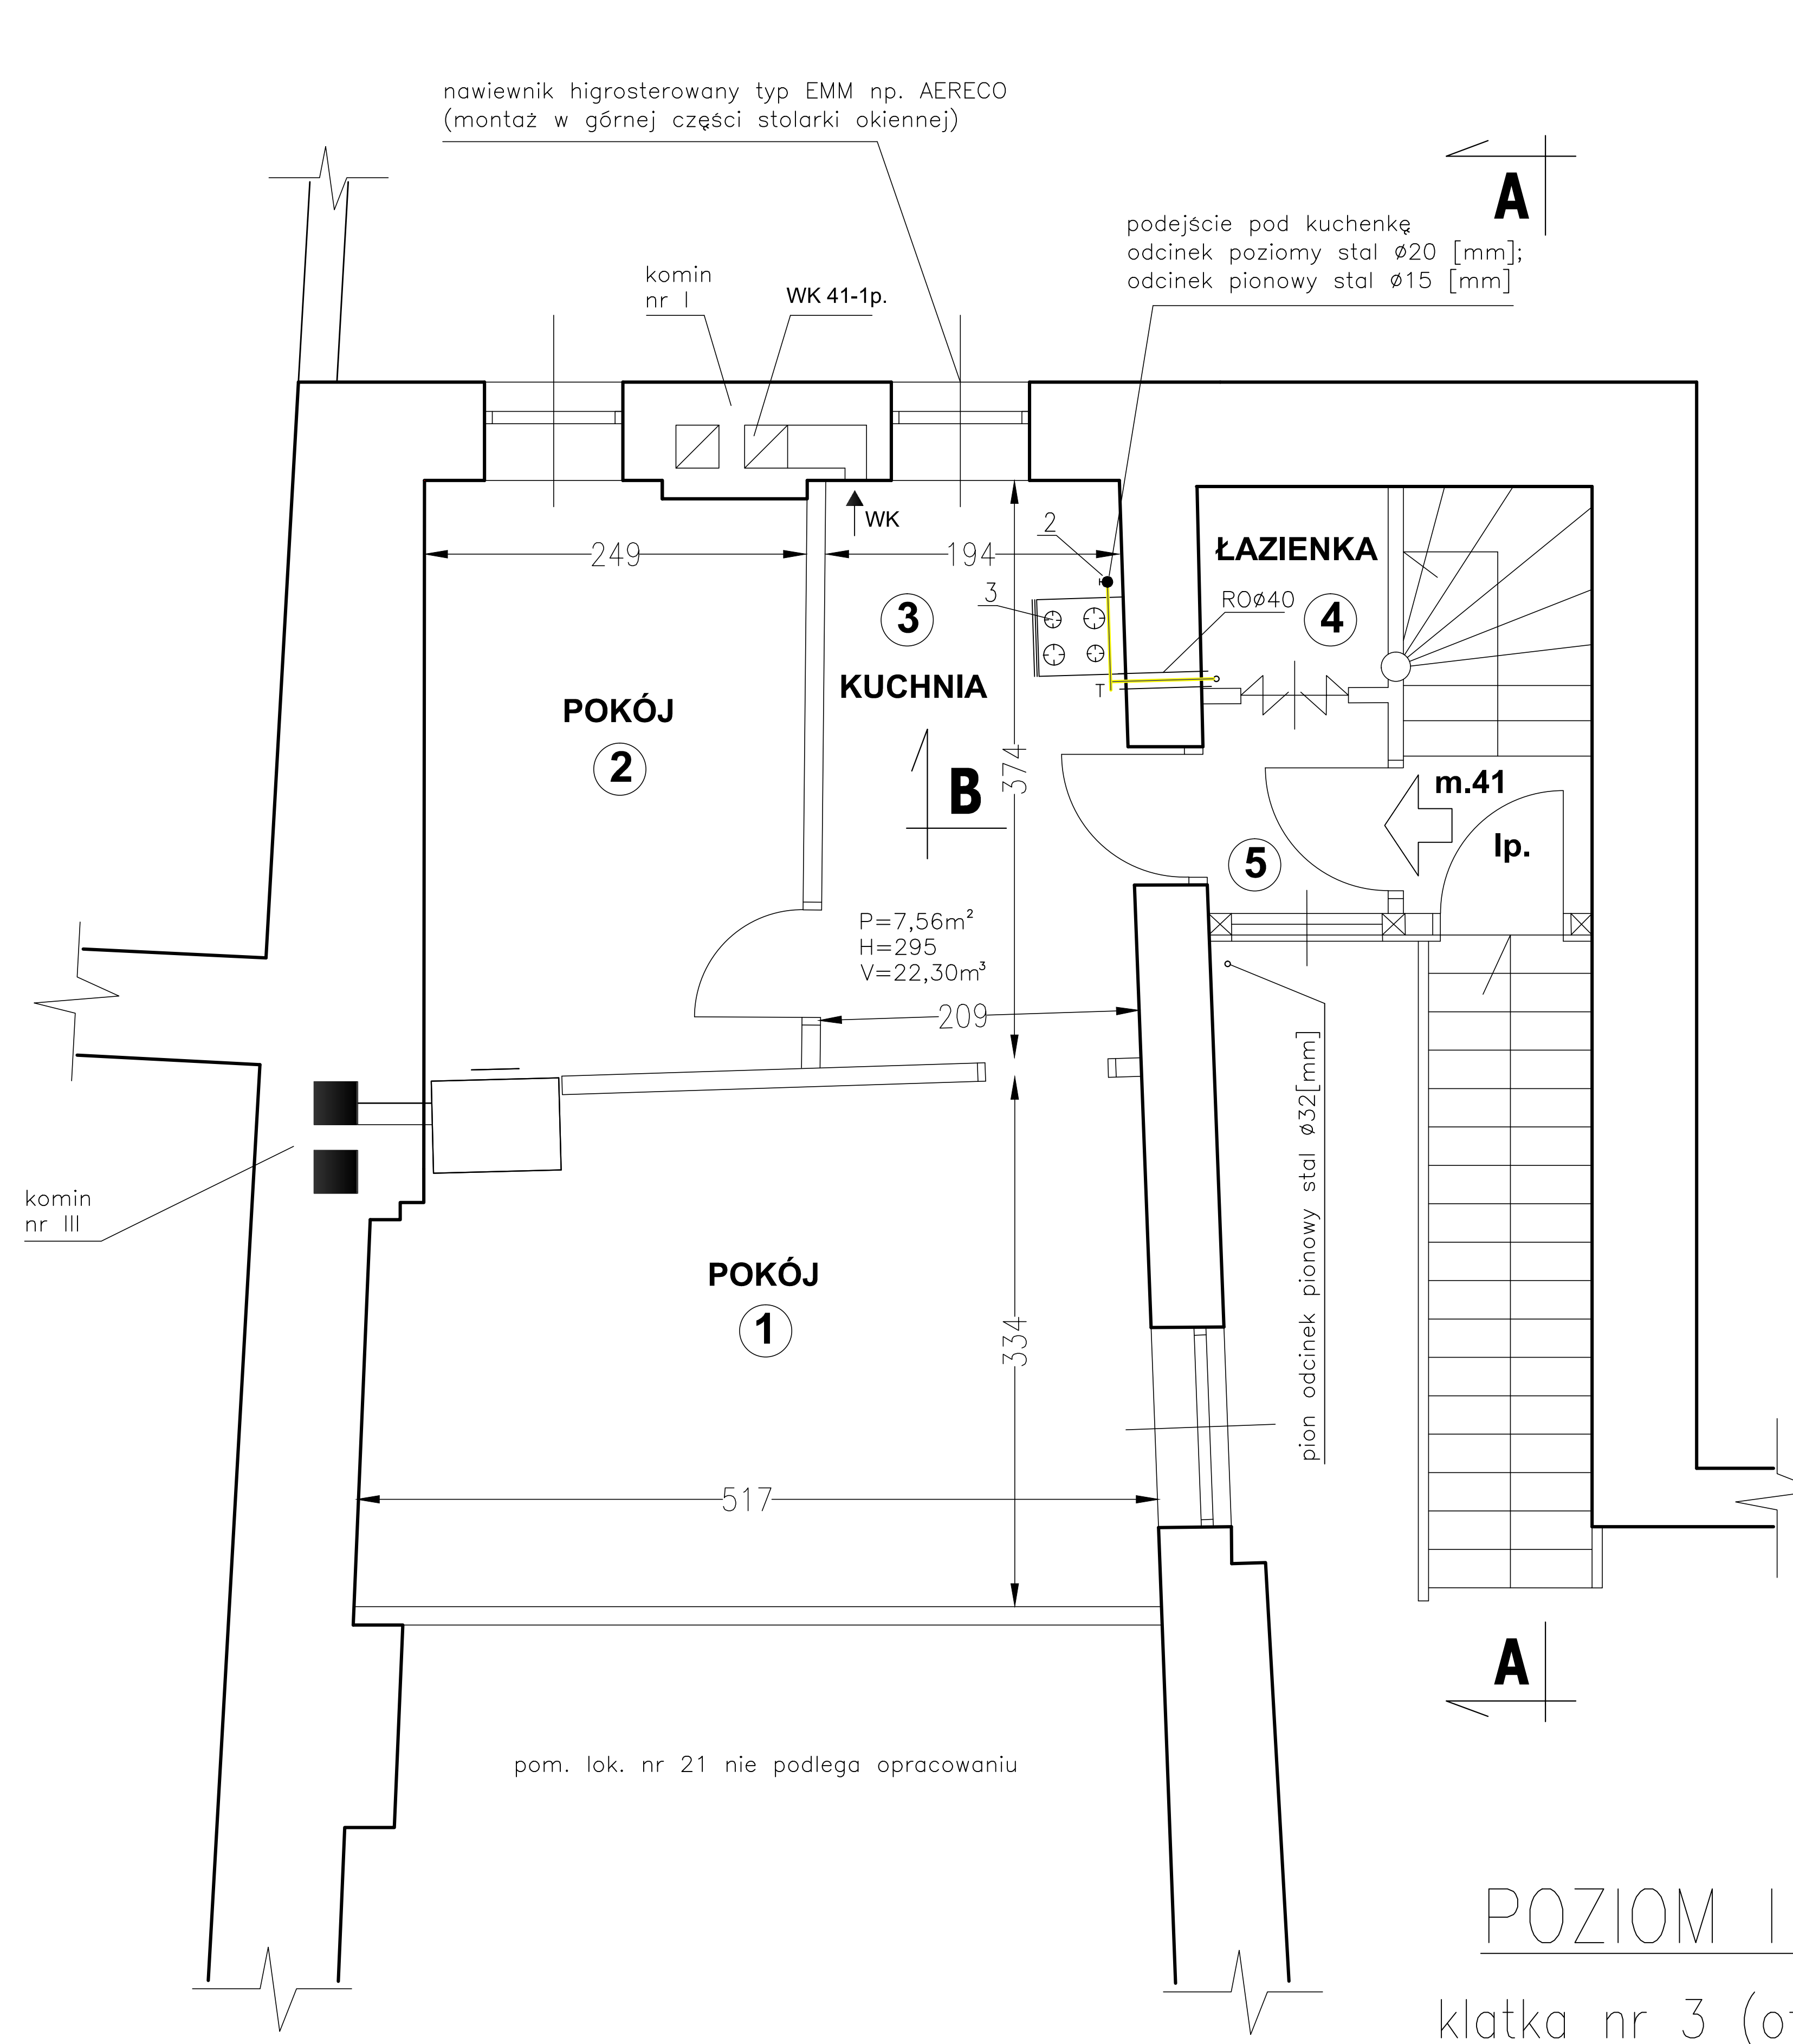 nawiewnik higrosterowany typ EMM np. AERECO
(montaż w górnej części stolarki okiennej)
A
podejście pod kuchenkę
odcinek poziomy stal ø20 [mm];
odcinek pionowy stal ø15 [mm]
komin
nr I
WK 41-1p.
WK
2
249
194
ŁAZIENKA
3
ROø40
3
4
KUCHNIA
T
POKÓJ
2
374
B
m.41
Ip.
5
P=7,56m²
H=295
V=22,30m³
209
pion odcinek pionowy stal ø32[mm]
komin
nr III
POKÓJ
1
334
517
A
pom. lok. nr 21 nie podlega opracowaniu
POZIOM I
klatka nr 3 (of